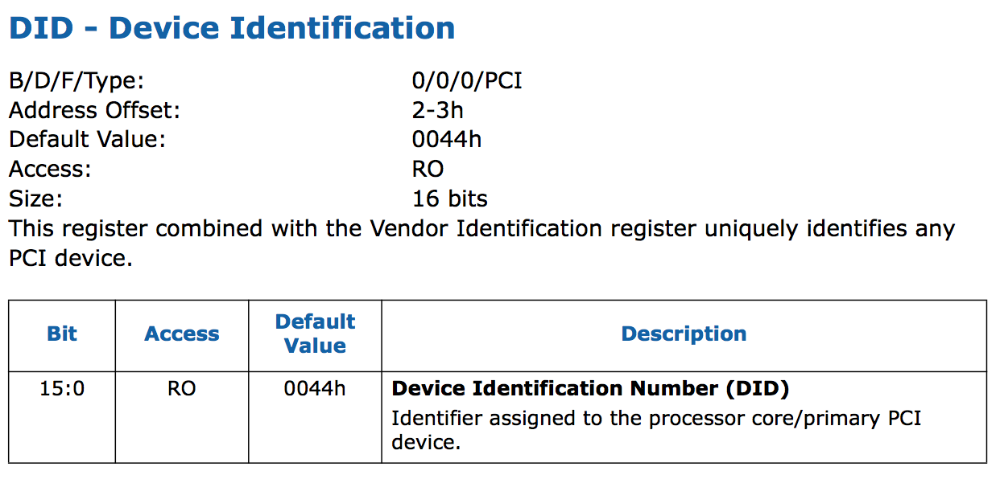 DID - Device Identification
B/D/F/Type: 0/0/0/PCI
Address Offset: 2-3h
Default Value: 0044h
Access: RO
Size: 16 bits
This register combined with the Vendor Identification register uniquely identifies any
PCI device.
Bit Access Default Value Description
15:0 RO 0044h Device Identification Number (DID)
Identifier assigned to the processor core/primary PCI
device.